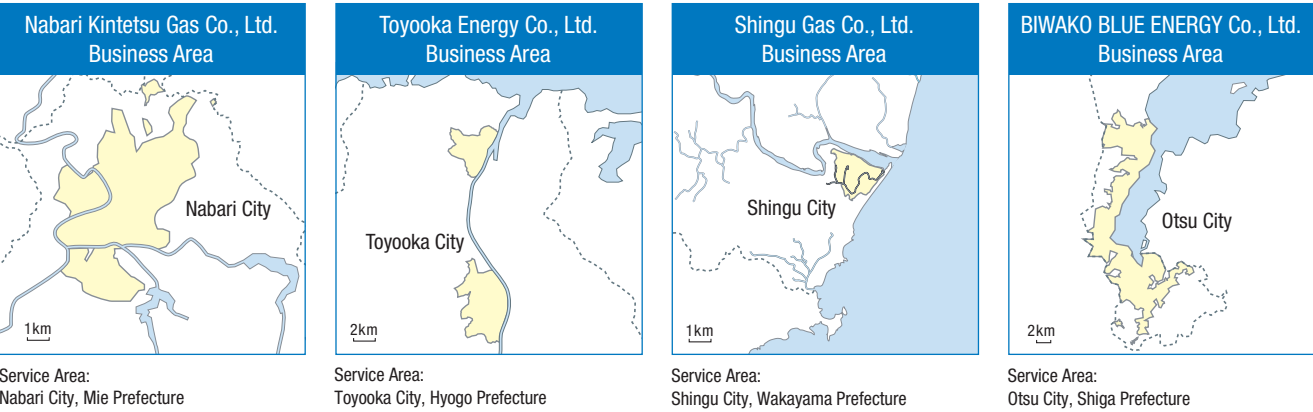 Nabari Kintetsu Gas Co., Ltd.
Business Area
Nabari City
1km
Service Area:
Nabari City, Mie Prefecture
Toyooka Energy Co., Ltd.
Business Area
Toyooka City
2km
Service Area:
Toyooka City, Hyogo Prefecture
Shingu Gas Co., Ltd.
Business Area
Shingu City
1km
Service Area:
Shingu City, Wakayama Prefecture
BIWAKO BLUE ENERGY Co., Ltd.
Business Area
Otsu City
2km
Service Area:
Otsu City, Shiga Prefecture